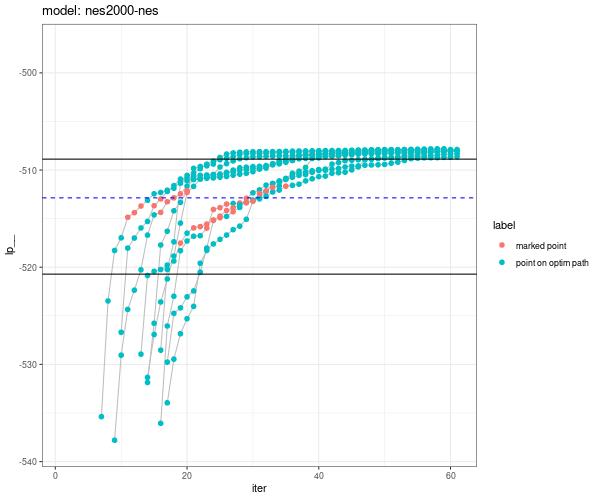 model: nes2000-nes
-500
-510
-520
-530
-540
lp__
0
20
40
60
iter
label
marked point
point on optim path